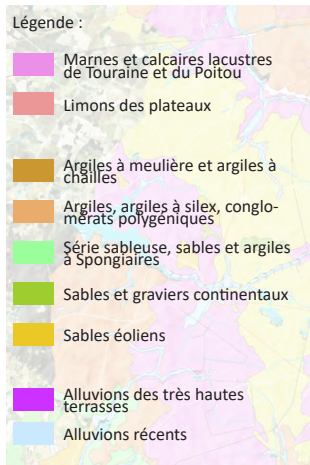 Légende :
Marnes et calcaires lacustres
de Touraine et du Poitou
Limons des plateaux
Argiles à meulière et argiles à
chailles
Argiles, argiles à silex, conglo-
mérats polygéniques
Série sableuse, sables et argiles
à Spongiaires
Sables et graviers continentaux
Sables éoliens
Alluvions des très hautes
terrasses
Alluvions récents